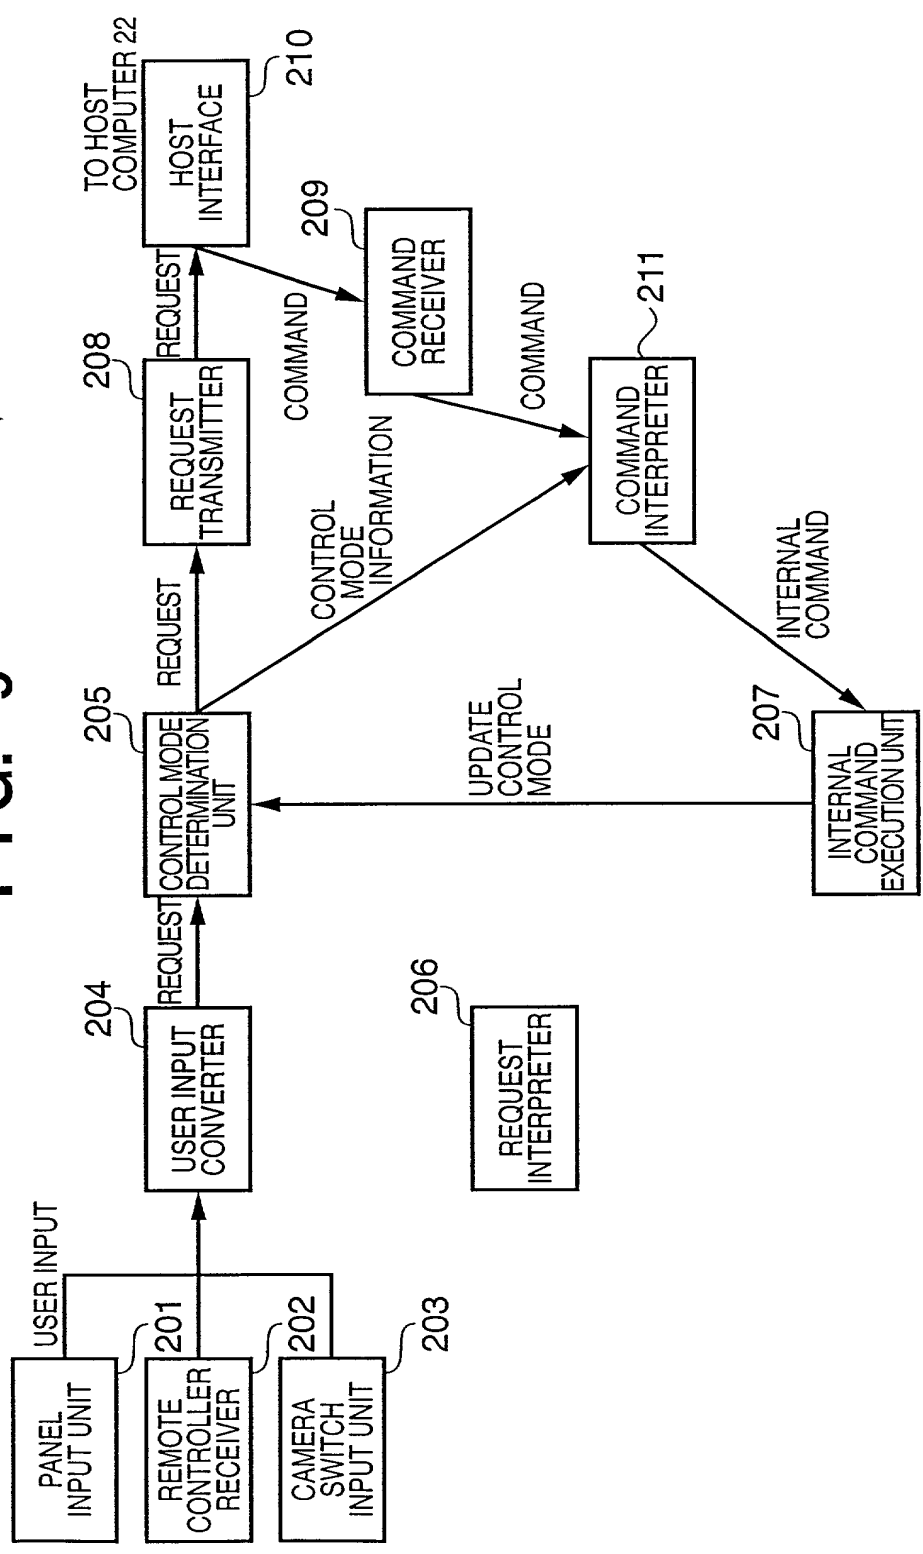 PANEL
INPUT UNIT
201
USER INPUT
REMOTE
CONTROLLER
RECEIVER
202
CAMERA
SWITCH
INPUT UNIT
203
USER INPUT
CONVERTER
204
REQUEST
CONTROL MODE
DETERMINATION
UNIT
205
REQUEST
REQUEST
TRANSMITTER
208
REQUEST
TO HOST
COMPUTER 22
HOST
INTERFACE
210
COMMAND
COMMAND
RECEIVER
209
COMMAND
CONTROL
MODE
INFORMATION
COMMAND
INTERPRETER
211
INTERNAL
COMMAND
INTERNAL
COMMAND
EXECUTION UNIT
207
UPDATE
CONTROL
MODE
REQUEST
INTERPRETER
206